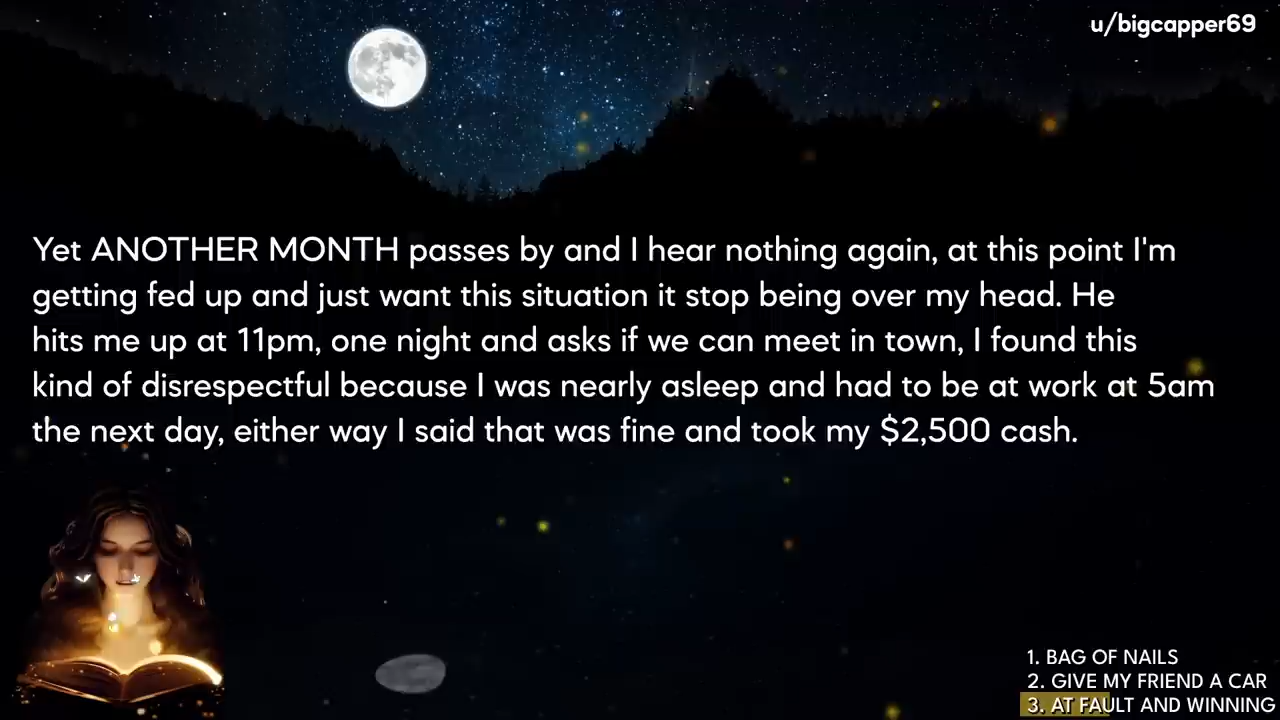 u/bigcapper69
Yet ANOTHER MONTH passes by and I hear nothing again, at this point I'm
getting fed up and just want this situation it stop being over my head. He
hits me up at 11pm, one night and asks if we can meet in town, I found this
kind of disrespectful because I was nearly asleep and had to be at work at 5am
the next day, either way I said that was fine and took my $2,500 cash.
1. BAG OF NAILS
2. GIVE MY FRIEND A CAR
3. AT FAULT AND WINNING